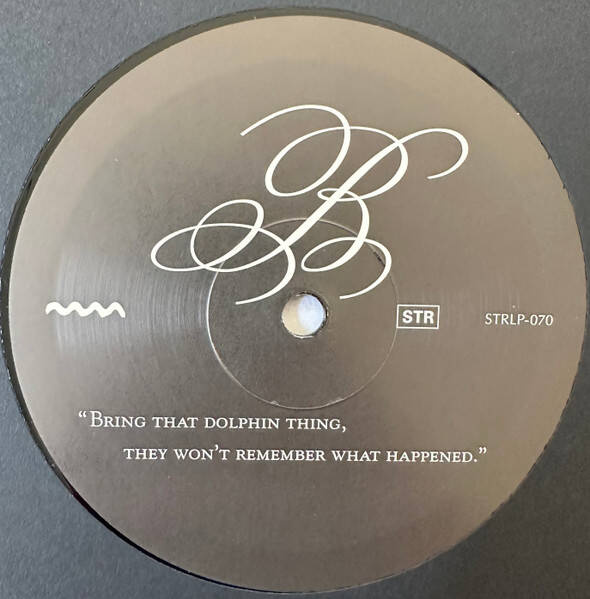 B
STR
STRLP-070
“Bring that dolphin thing,
they won’t remember what happened.”